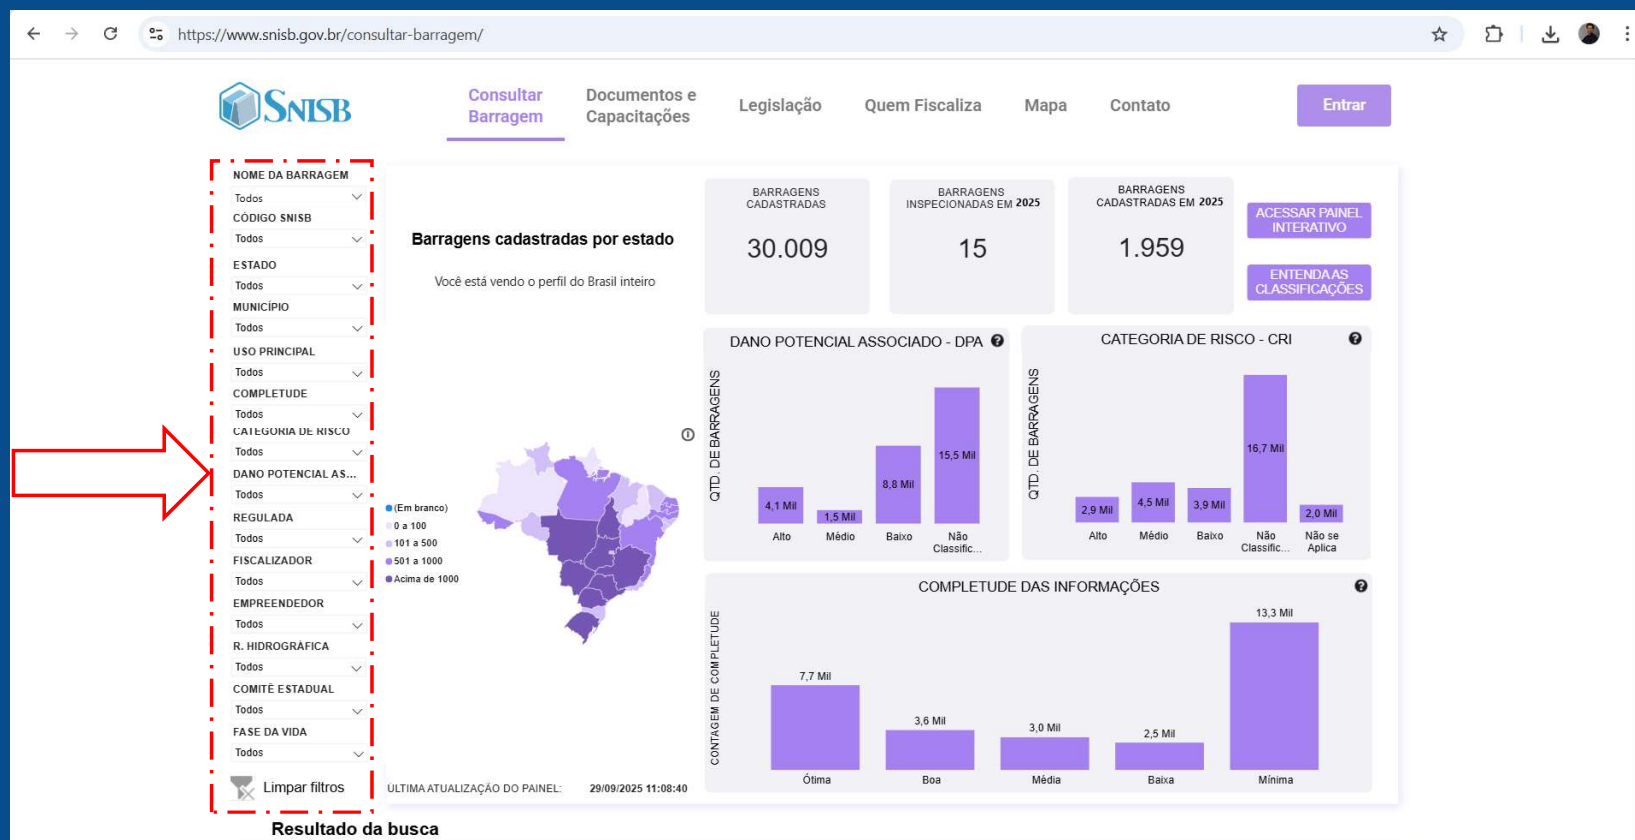 https://www.snisb.gov.br/consultar-barragem/
SNISB
Consultar
Barragem
Documentos e
Capacitações
Legislação
Quem Fiscaliza
Mapa
Contato
Entrar
NOME DA BARRAGEM
Todos
CÓDIGO SNISB
Todos
ESTADO
Todos
MUNICÍPIO
Todos
USO PRINCIPAL
Todos
COMPLETUDE
Todos
CATEGORIA DE RISCO
Todos
DANO POTENCIAL AS...
Todos
REGULADA
Todos
FISCALIZADOR
Todos
EMPREENDEDOR
Todos
R. HIDROGRÁFICA
Todos
COMITÊ ESTADUAL
Todos
FASE DA VIDA
Todos
Limpar filtros
Barragens cadastradas por estado
Você está vendo o perfil do Brasil inteiro
(Em branco)
0 a 100
101 a 500
501 a 1000
Acima de 1000
ÚLTIMA ATUALIZAÇÃO DO PAINEL: 29/09/2025 11:08:40
BARRAGENS
CADASTRADAS
30.009
BARRAGENS
INSPECIONADAS EM 2025
15
BARRAGENS
CADASTRADAS EM 2025
1.959
ACESSAR PAINEL
INTERATIVO
ENTENDA AS
CLASSIFICAÇÕES
DANO POTENCIAL ASSOCIADO - DPA ?
QTD. DE BARRAGENS
4,1 Mil
1,5 Mil
8,8 Mil
15,5 Mil
Alto
Médio
Baixo
Não
Classific...
CATEGORIA DE RISCO - CRI ?
QTD. DE BARRAGENS
2,9 Mil
4,5 Mil
3,9 Mil
16,7 Mil
2,0 Mil
Alto
Médio
Baixo
Não
Classific...
Não se
Aplica
COMPLETUDE DAS INFORMAÇÕES ?
CONTAGEM DE COMPLETUDE
7,7 Mil
3,6 Mil
3,0 Mil
2,5 Mil
13,3 Mil
Ótima
Boa
Média
Baixa
Mínima
Resultado da busca